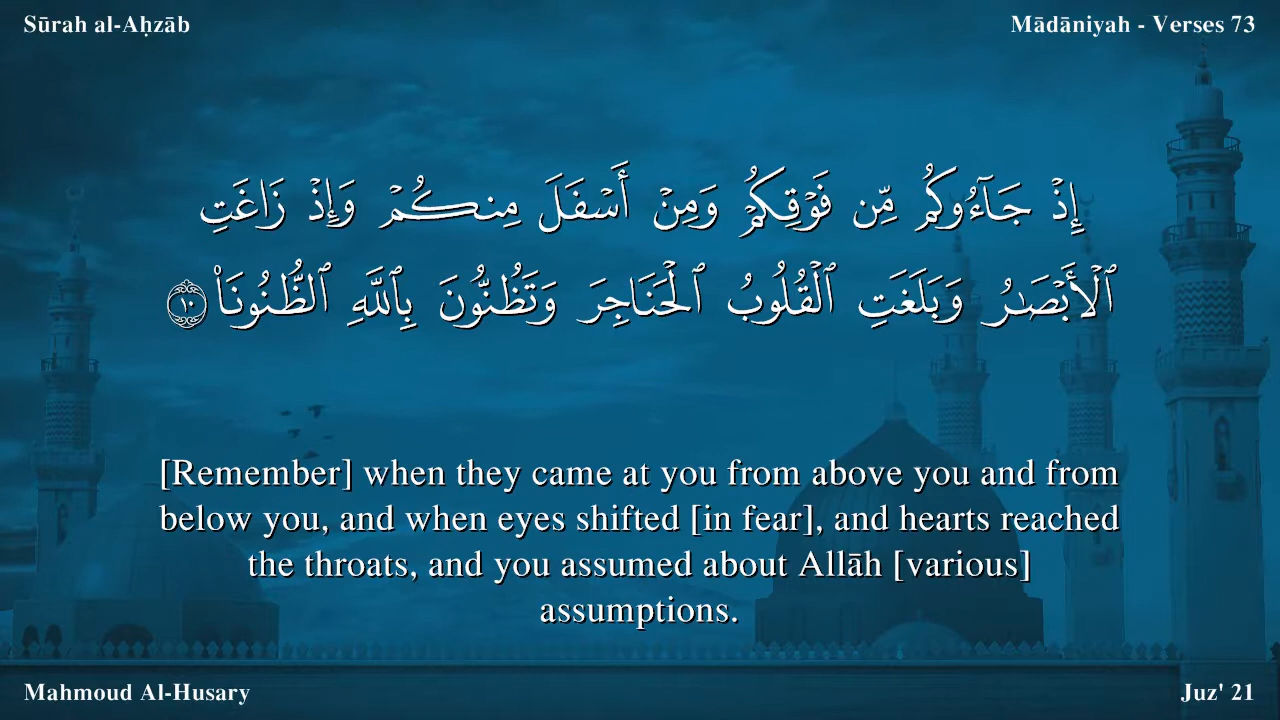 Sūrah al-Aḥzāb
Mādāniyah - Verses 73
إِذۡ جَآءُوكُم مِّن فَوۡقِكُمۡ وَمِنۡ أَسۡفَلَ مِنكُمۡ وَإِذۡ زَاغَتِ
ٱلۡأَبۡصَٰرُ وَبَلَغَتِ ٱلۡقُلُوبُ ٱلۡحَنَاجِرَ وَتَظُنُّونَ بِٱللَّهِ ٱلظُّنُونَا۠ ١٠
[Remember] when they came at you from above you and from
below you, and when eyes shifted [in fear], and hearts reached
the throats, and you assumed about Allāh [various]
assumptions.
Mahmoud Al-Husary
Juz' 21